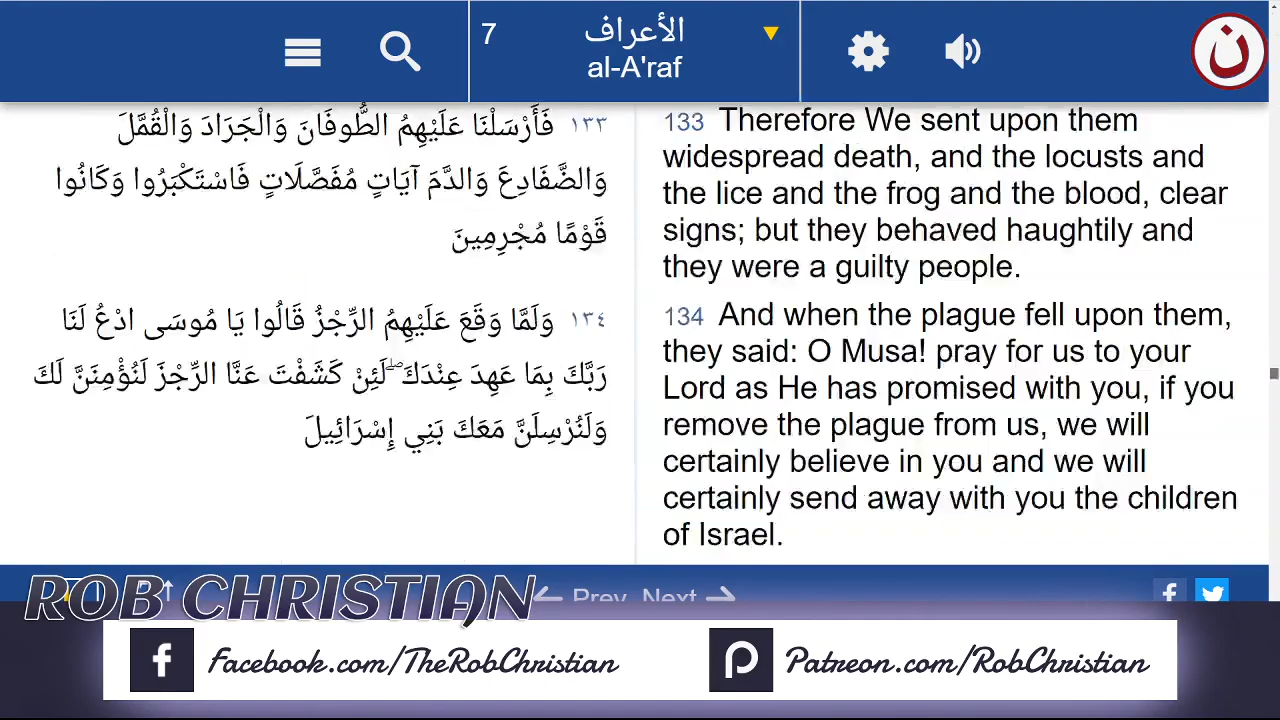 7
الأعراف
al-A'raf
ن
١٣٣ فَأَرْسَلْنَا عَلَيْهِمُ الطُّوفَانَ وَالْجَرَادَ وَالْقُمَّلَ
وَالضَّفَادِعَ وَالدَّمَ آيَاتٍ مُفَصَّلَاتٍ فَاسْتَكْبَرُوا وَكَانُوا
قَوْمًا مُجْرِمِينَ
133 Therefore We sent upon them
widespread death, and the locusts and
the lice and the frog and the blood, clear
signs; but they behaved haughtily and
they were a guilty people.
١٣٤ وَلَمَّا وَقَعَ عَلَيْهِمُ الرِّجْزُ قَالُوا يَا مُوسَى ادْعُ لَنَا
رَبَّكَ بِمَا عَهِدَ عِنْدَكَ ۖ لَئِنْ كَشَفْتَ عَنَّا الرِّجْزَ لَنُؤْمِنَنَّ لَكَ
وَلَنُرْسِلَنَّ مَعَكَ بَنِي إِسْرَائِيلَ
134 And when the plague fell upon them,
they said: O Musa! pray for us to your
Lord as He has promised with you, if you
remove the plague from us, we will
certainly believe in you and we will
certainly send away with you the children
of Israel.
← Prev Next →
ROB CHRISTIAN
Facebook.com/TheRobChristian
Patreon.com/RobChristian